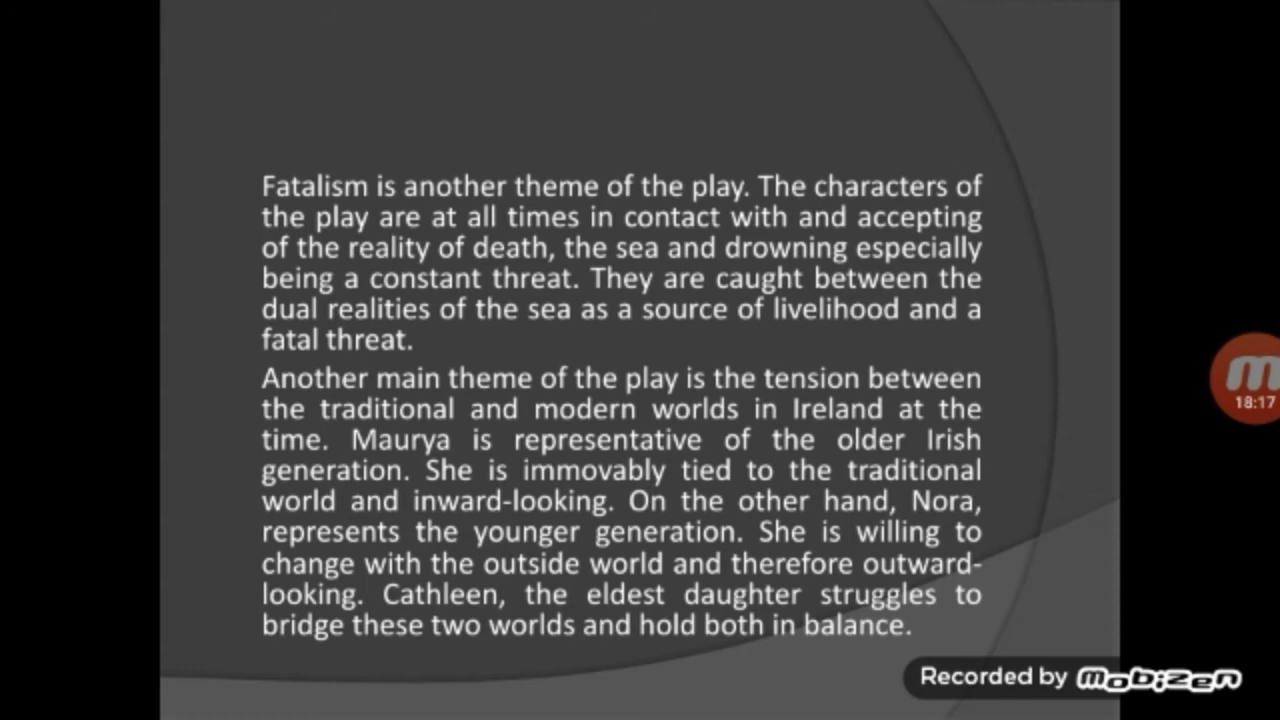 Fatalism is another theme of the play. The characters of
the play are at all times in contact with and accepting
of the reality of death, the sea and drowning especially
being a constant threat. They are caught between the
dual realities of the sea as a source of livelihood and a
fatal threat.
Another main theme of the play is the tension between
the traditional and modern worlds in Ireland at the
time. Maurya is representative of the older Irish
generation. She is immovably tied to the traditional
world and inward-looking. On the other hand, Nora,
represents the younger generation. She is willing to
change with the outside world and therefore outward-
looking. Cathleen, the eldest daughter struggles to
bridge these two worlds and hold both in balance.
18:17
Recorded by mobizen